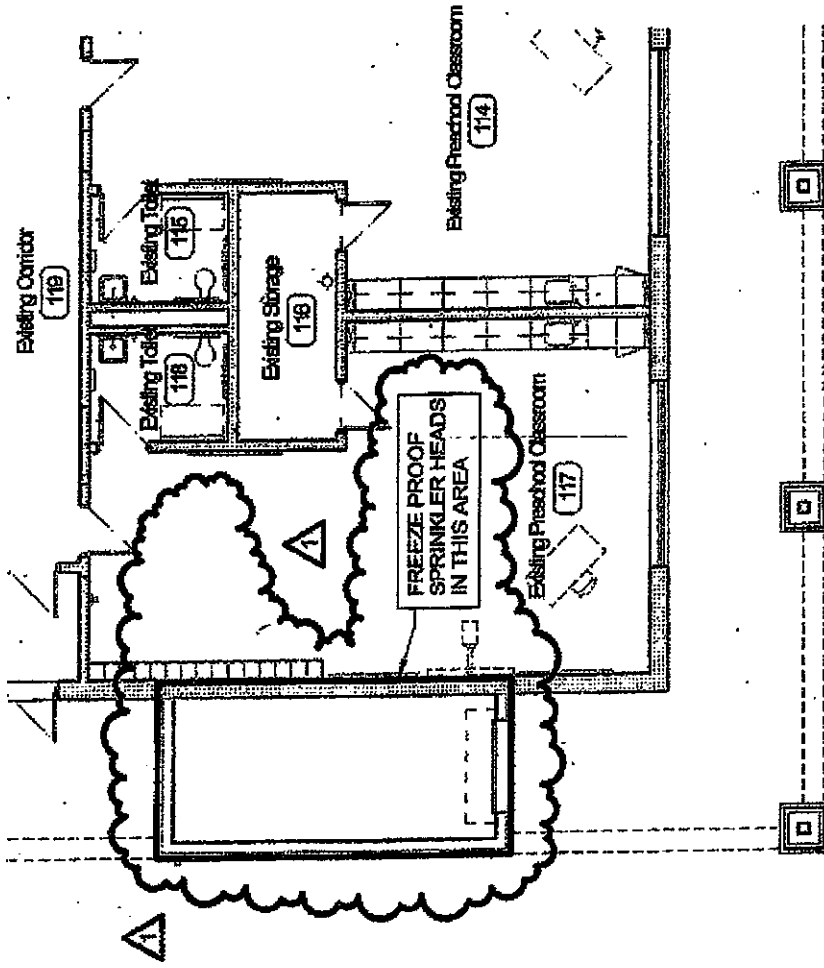 Existing Corridor
119
Existing Toilet
118
Existing Toilet
115
Existing Storage
116
Existing Preschool Classroom
114
Existing Preschool Classroom
117
FREEZE PROOF
SPRINKLER HEADS
IN THIS AREA
1
1